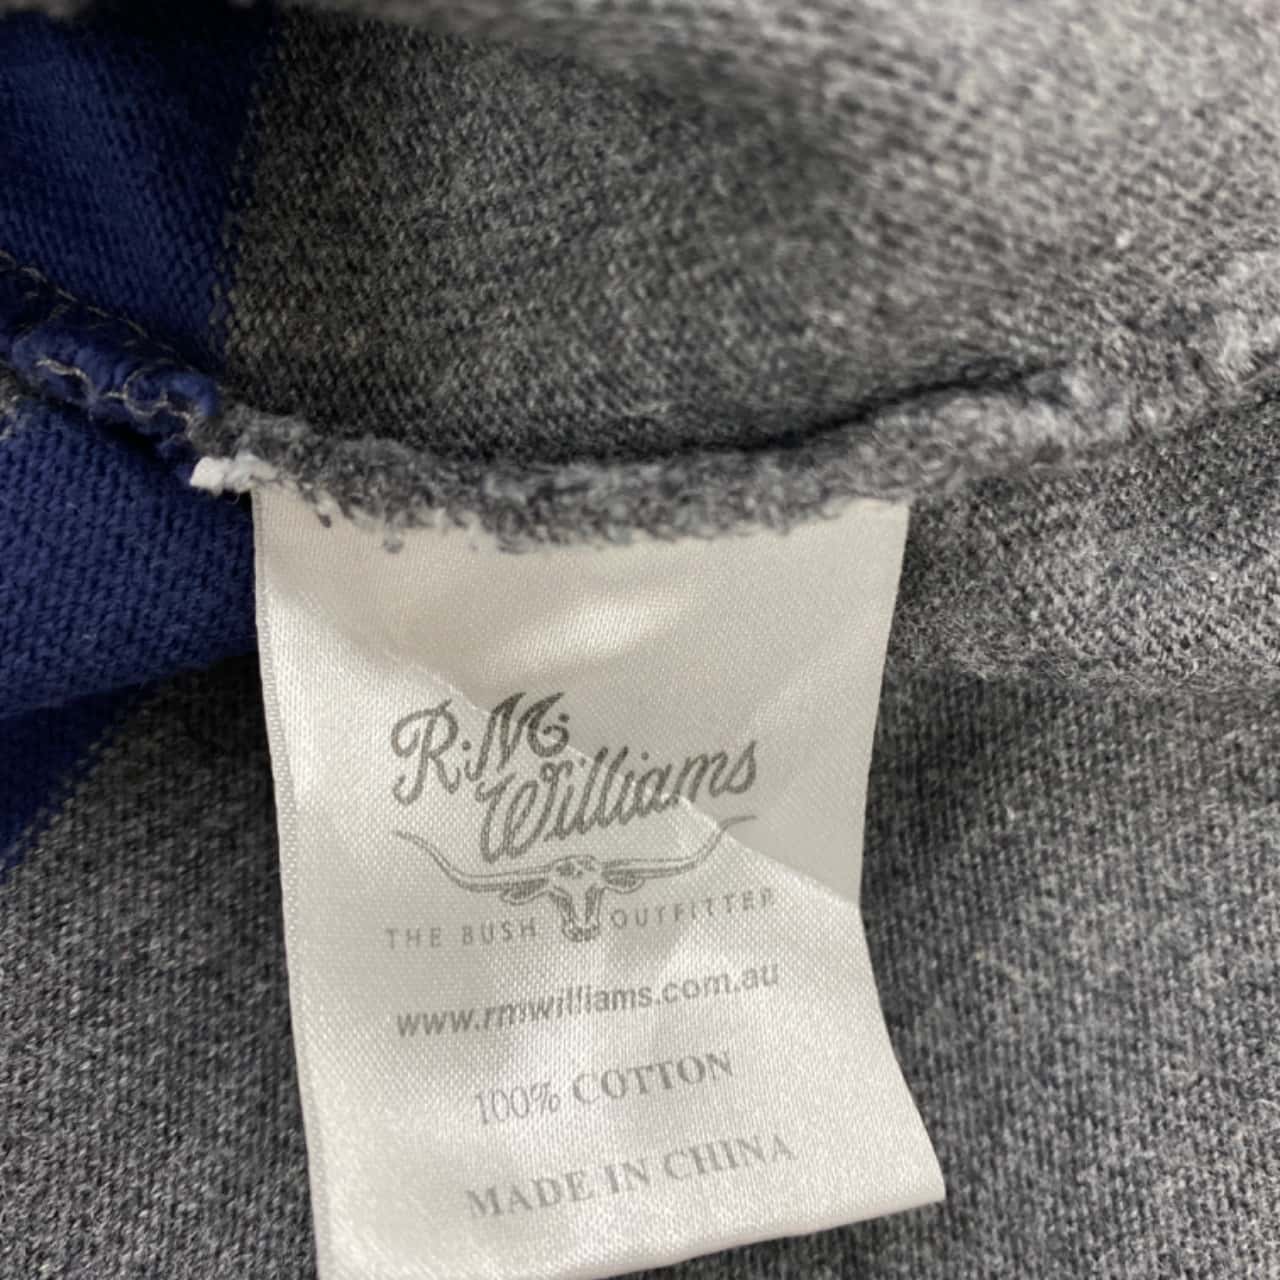 R.M.
Williams
THE BUSH OUTFITTER
www.rmwilliams.com.au
100% COTTON
MADE IN CHINA